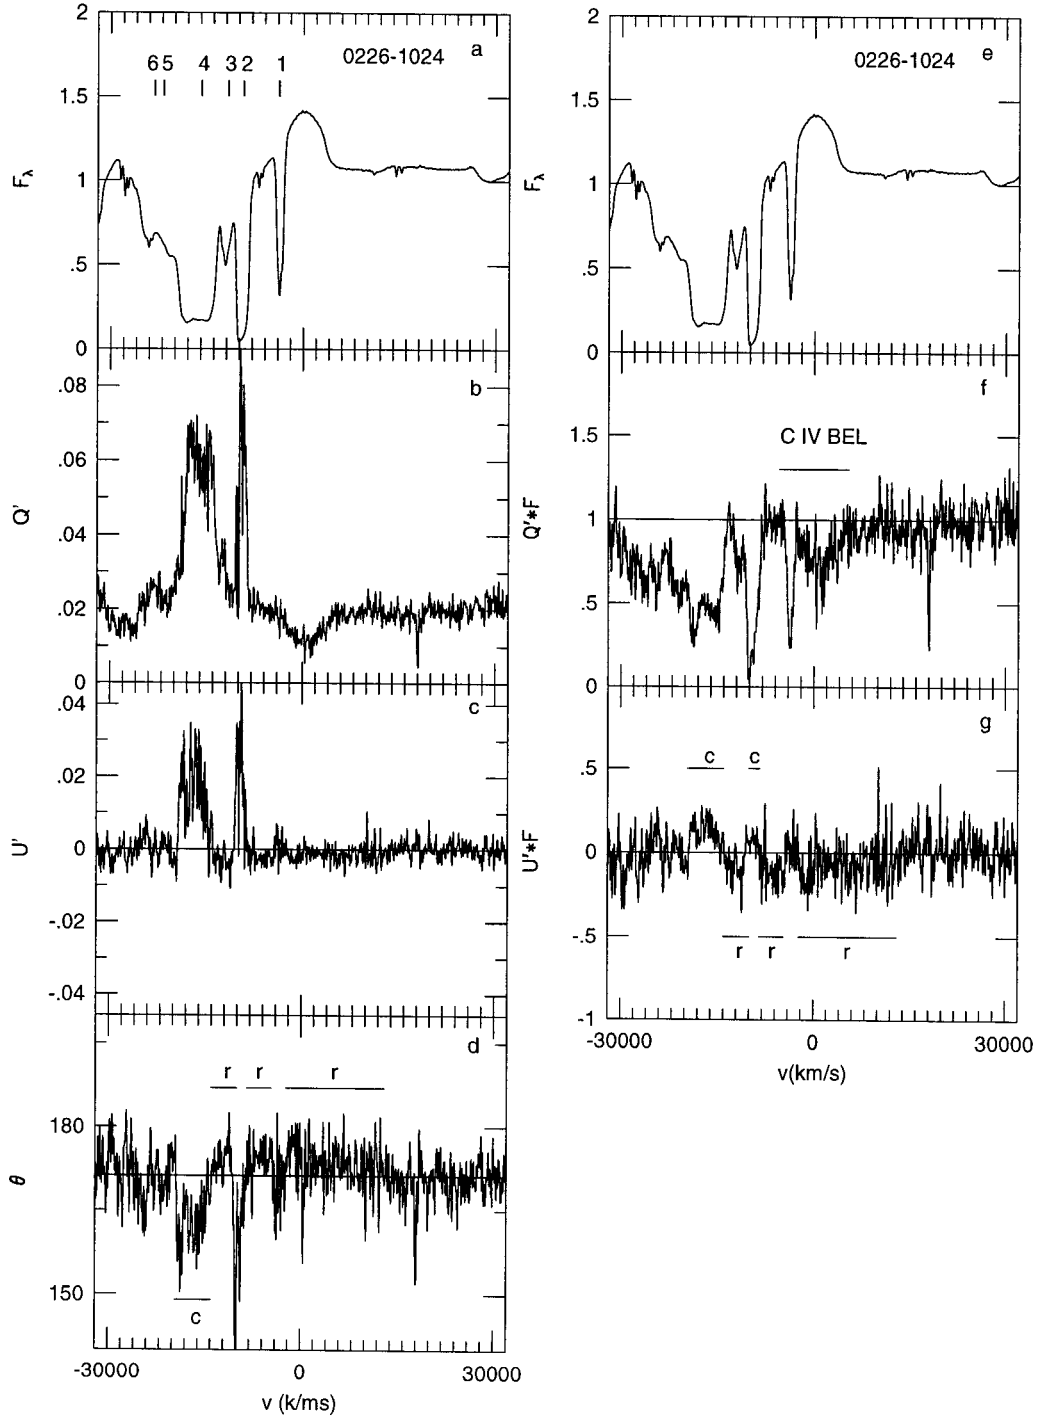 2
a
0226-1024
6 5 4 3 2 1
1.5
Fλ
1
.5
0
b
.08
.06
Q'
.04
.02
0
c
.04
.02
U'
0
-.02
-.04
d
r r r
180
θ
150
c
-30000 0 30000
v (k/ms)
2
e
0226-1024
1.5
Fλ
1
.5
0
f
1.5
C IV BEL
Q'*F
1
.5
0
g
.5
c c
U'*F
0
-.5
r r r
-1
-30000 0 30000
v(km/s)